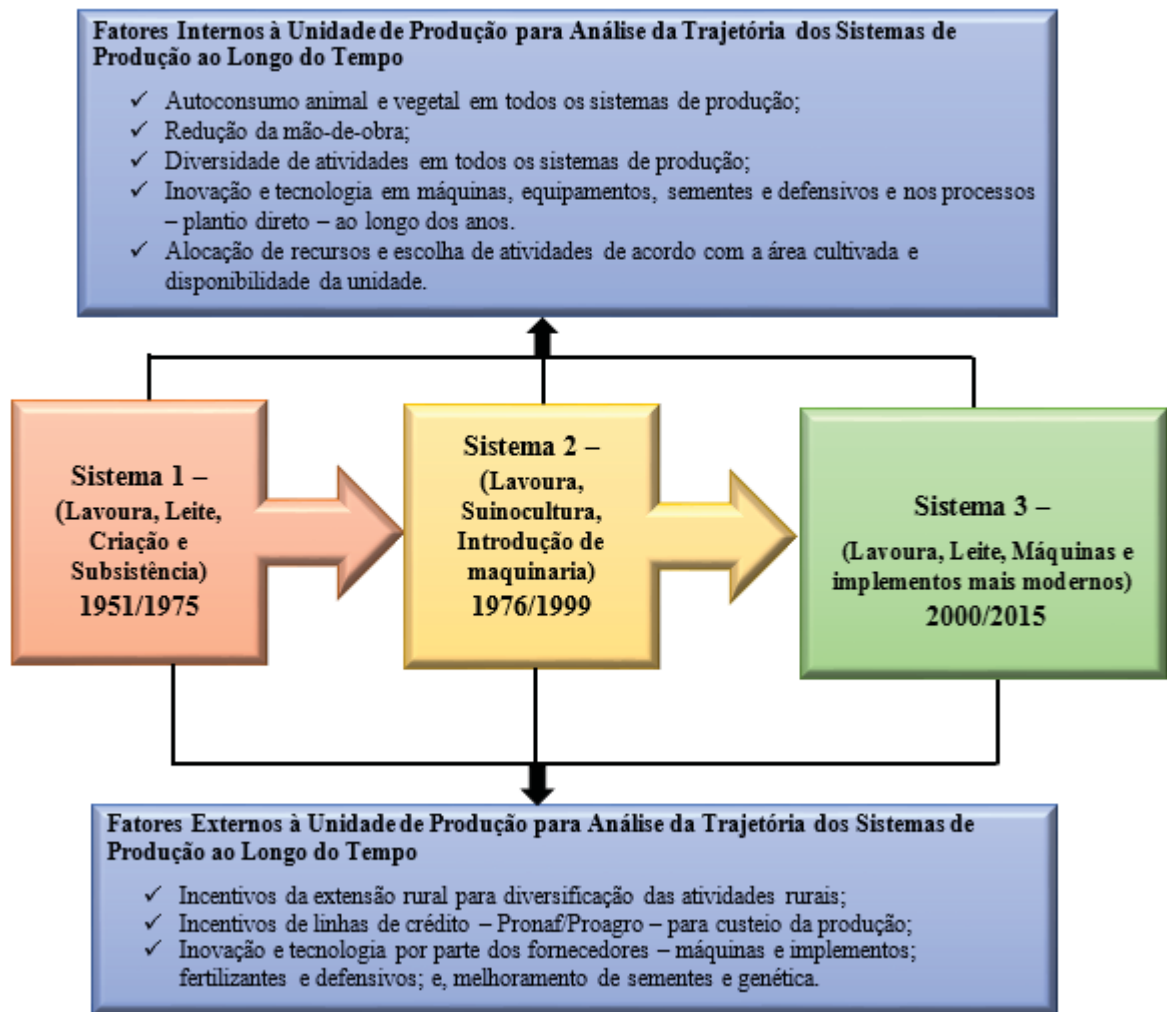 Fatores Internos à Unidade de Produção para Análise da Trajetória dos Sistemas de
Produção ao Longo do Tempo
✓ Autoconsumo animal e vegetal em todos os sistemas de produção;
✓ Redução da mão-de-obra;
✓ Diversidade de atividades em todos os sistemas de produção;
✓ Inovação e tecnologia em máquinas, equipamentos, sementes e defensivos e nos processos
– plantio direto – ao longo dos anos.
✓ Alocação de recursos e escolha de atividades de acordo com a área cultivada e
disponibilidade da unidade.
Sistema 1 –
(Lavoura, Leite,
Criação e
Subsistência)
1951/1975
Sistema 2 –
(Lavoura,
Suinocultura,
Introdução de
maquinaria)
1976/1999
Sistema 3 –
(Lavoura, Leite, Máquinas e
implementos mais modernos)
2000/2015
Fatores Externos à Unidade de Produção para Análise da Trajetória dos Sistemas de
Produção ao Longo do Tempo
✓ Incentivos da extensão rural para diversificação das atividades rurais;
✓ Incentivos de linhas de crédito – Pronaf/Proagro – para custeio da produção;
✓ Inovação e tecnologia por parte dos fornecedores – máquinas e implementos;
fertilizantes e defensivos; e, melhoramento de sementes e genética.